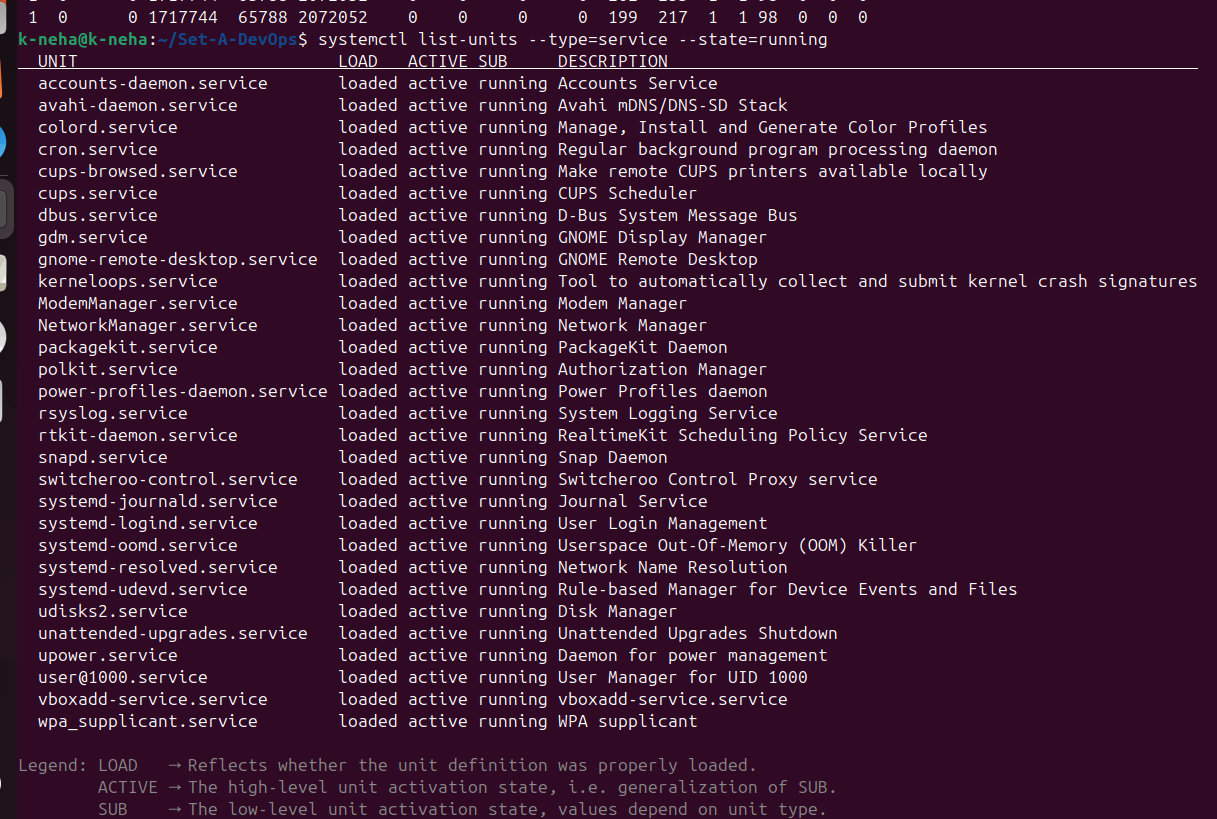 1 0 0 1717744 65788 2072052 0 0 0 0 199 217 1 1 98 0 0 0
k-neha@k-neha:~/Set-A-DevOps$ systemctl list-units --type=service --state=running
UNIT LOAD ACTIVE SUB DESCRIPTION
accounts-daemon.service loaded active running Accounts Service
avahi-daemon.service loaded active running Avahi mDNS/DNS-SD Stack
colord.service loaded active running Manage, Install and Generate Color Profiles
cron.service loaded active running Regular background program processing daemon
cups-browsed.service loaded active running Make remote CUPS printers available locally
cups.service loaded active running CUPS Scheduler
dbus.service loaded active running D-Bus System Message Bus
gdm.service loaded active running GNOME Display Manager
gnome-remote-desktop.service loaded active running GNOME Remote Desktop
kerneloops.service loaded active running Tool to automatically collect and submit kernel crash signatures
ModemManager.service loaded active running Modem Manager
NetworkManager.service loaded active running Network Manager
packagekit.service loaded active running PackageKit Daemon
polkit.service loaded active running Authorization Manager
power-profiles-daemon.service loaded active running Power Profiles daemon
rsyslog.service loaded active running System Logging Service
rtkit-daemon.service loaded active running RealtimeKit Scheduling Policy Service
snapd.service loaded active running Snap Daemon
switcheroo-control.service loaded active running Switcheroo Control Proxy service
systemd-journald.service loaded active running Journal Service
systemd-logind.service loaded active running User Login Management
systemd-oomd.service loaded active running Userspace Out-Of-Memory (OOM) Killer
systemd-resolved.service loaded active running Network Name Resolution
systemd-udevd.service loaded active running Rule-based Manager for Device Events and Files
udisks2.service loaded active running Disk Manager
unattended-upgrades.service loaded active running Unattended Upgrades Shutdown
upower.service loaded active running Daemon for power management
user@1000.service loaded active running User Manager for UID 1000
vboxadd-service.service loaded active running vboxadd-service.service
wpa_supplicant.service loaded active running WPA supplicant
Legend: LOAD → Reflects whether the unit definition was properly loaded.
ACTIVE → The high-level unit activation state, i.e. generalization of SUB.
SUB → The low-level unit activation state, values depend on unit type.